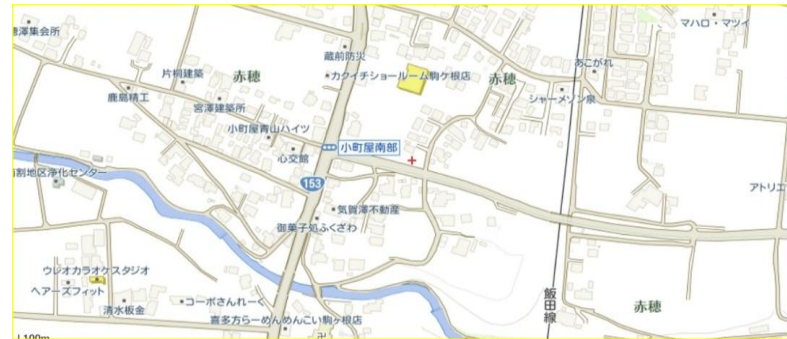 マハロ・マツイ
澤集会所
蔵前防災
片桐建築
赤穂
カクイチショールーム駒ケ根店
赤穂
あこがれ
シャーメゾン泉
鹿島精工
宮澤建築所
小町屋青山ハイツ
小町屋南部
心交館
153
割地区浄化センター
アトリエ
気賀澤不動産
御菓子処ふくざわ
ウレオカラオケスタジオ
ヘアーズフィット
コーポさんれーく
清水板金
飯田線
赤穂
喜多方らーめんめんこい駒ヶ根店
卍
100m